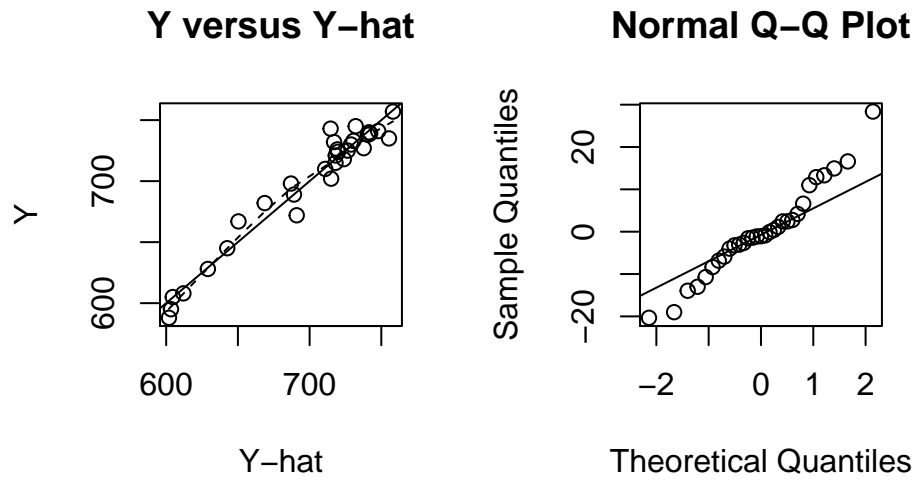 Y versus Y−hat
600 700
Y
600 700
Y−hat
Normal Q−Q Plot
−20 0 20
Sample Quantiles
−2 0 1 2
Theoretical Quantiles